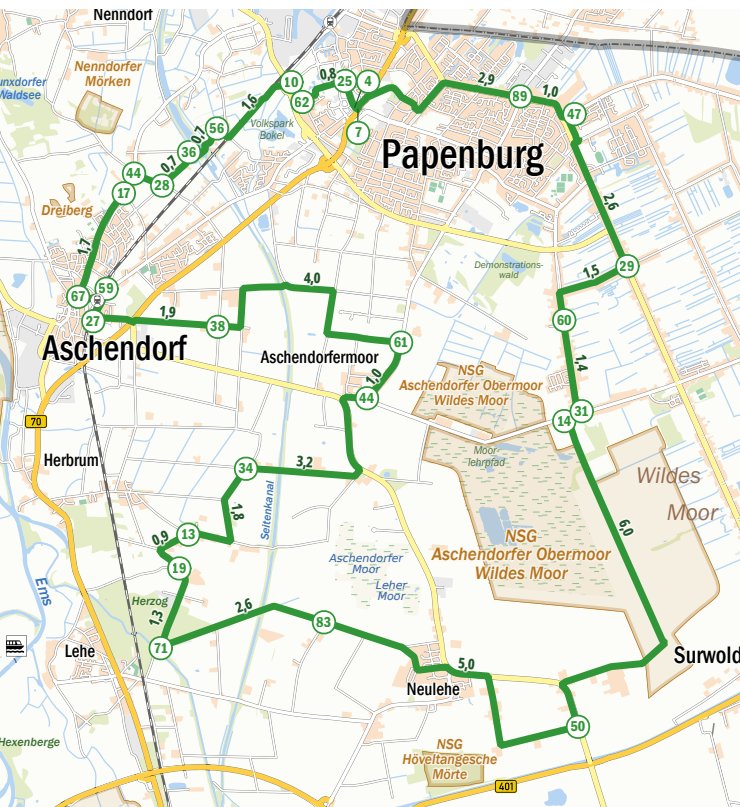 Nenndorf
Nenndorfer
Mörken
unxdorfer
Waldsee
10
0,8
25
4
62
2,9
89
1,0
47
1,6
Volkspark
Bokel
7
56
0,7
36
Papenburg
44
0,7
28
17
Dreiberg
2,6
1,7
Demonstrations-
wald
29
1,5
59
67
4,0
27
1,9
38
60
61
Aschendorf
Aschendorfermoor
1,0
44
1,4
NSG
Aschendorfer Obermoor
Wildes Moor
31
14
70
Herbrum
34
3,2
Moor-
lehrpfad
Wildes
Moor
1,8
Seitenkanal
6,0
0,9
13
NSG
Aschendorfer Obermoor
Wildes Moor
19
Aschendorfer
Moor
Leher
Moor
Ems
Herzog
1,3
2,6
83
71
Lehe
5,0
Surwold
Neulehe
50
Hexenberge
NSG
Höveltangesche
Mörte
401